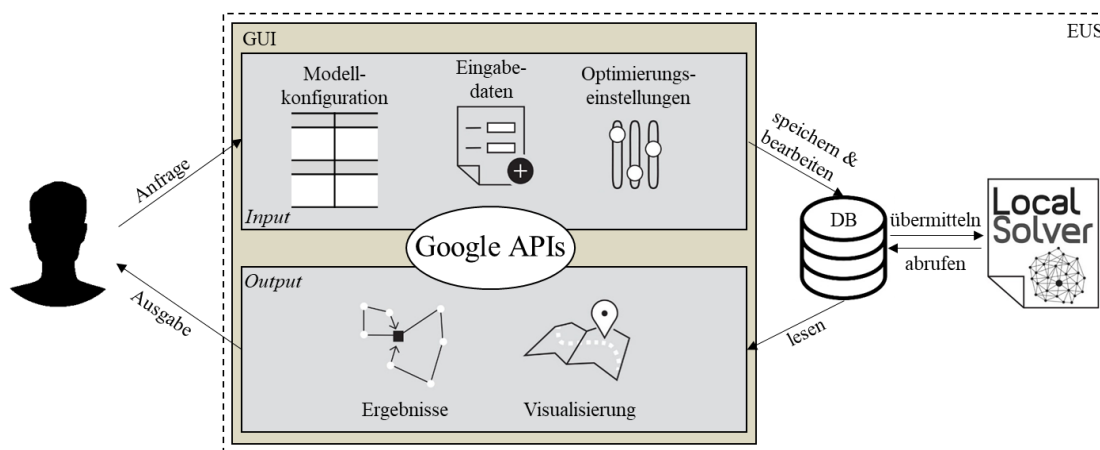 EUS
GUI
Modell-
konfiguration
Eingabe-
daten
Optimierungs-
einstellungen
Input
Anfrage
Google APIs
Output
Ausgabe
Ergebnisse
Visualisierung
speichern &
bearbeiten
DB
übermitteln
abrufen
lesen
Local
Solver